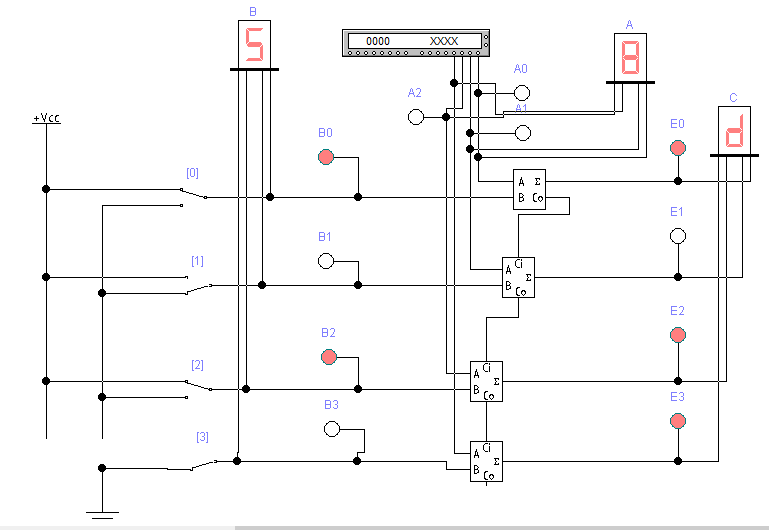 B
5
0000 XXXX
A
8
A0
A2
A1
C
d
+Vcc
B0
E0
[0]
A Σ
B Co
B1
E1
[1]
Ci
A
Σ
B
Co
B2
E2
[2]
Ci
A
Σ
B
Co
B3
E3
[3]
Ci
A
Σ
B
Co